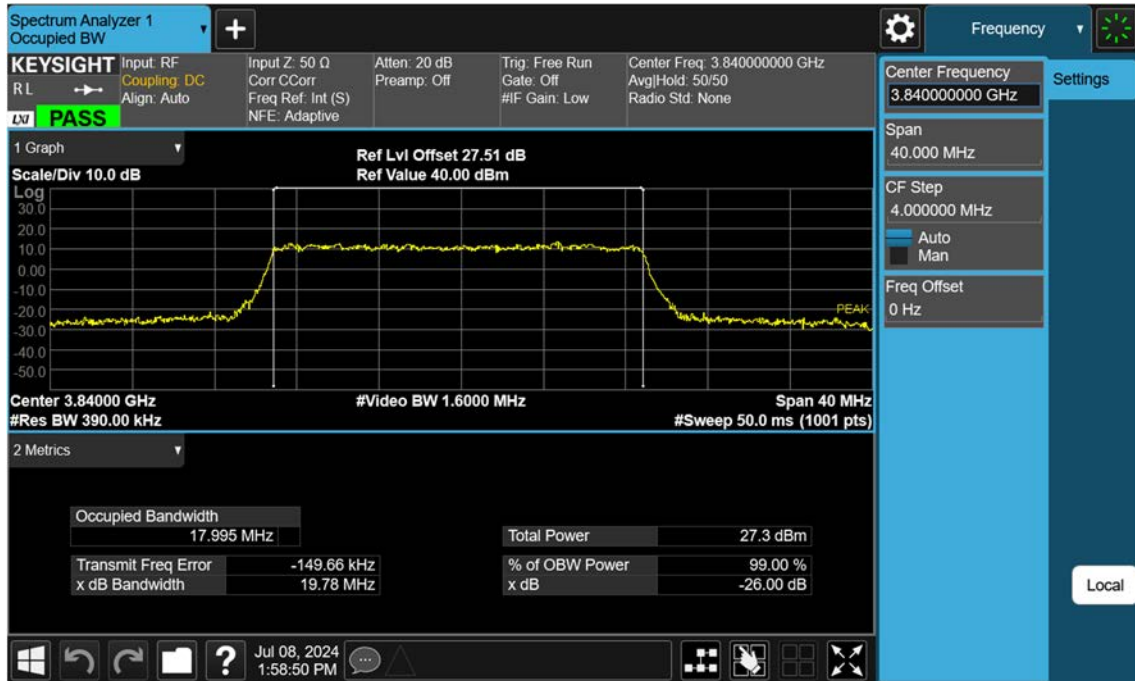 Spectrum Analyzer 1
Occupied BW
+
Frequency
KEYSIGHT
R L
LXI PASS
Input: RF
Coupling: DC
Align: Auto
Input Z: 50 Ω
Corr CCorr
Freq Ref: Int (S)
NFE: Adaptive
Atten: 20 dB
Preamp: Off
Trig: Free Run
Gate: Off
#IF Gain: Low
Center Freq: 3.840000000 GHz
Avg|Hold: 50/50
Radio Std: None
Center Frequency
3.840000000 GHz
Settings
Span
40.000 MHz
CF Step
4.000000 MHz
Auto
Man
Freq Offset
0 Hz
Local
1 Graph
Scale/Div 10.0 dB
Ref Lvl Offset 27.51 dB
Ref Value 40.00 dBm
Log
30.0
20.0
10.0
0.00
-10.0
-20.0
-30.0
-40.0
-50.0
PEAK
Center 3.84000 GHz
#Video BW 1.6000 MHz
Span 40 MHz
#Res BW 390.00 kHz
#Sweep 50.0 ms (1001 pts)
2 Metrics
Occupied Bandwidth
17.995 MHz
Total Power 27.3 dBm
Transmit Freq Error -149.66 kHz
% of OBW Power 99.00 %
x dB Bandwidth 19.78 MHz
x dB -26.00 dB
?
Jul 08, 2024
1:58:50 PM